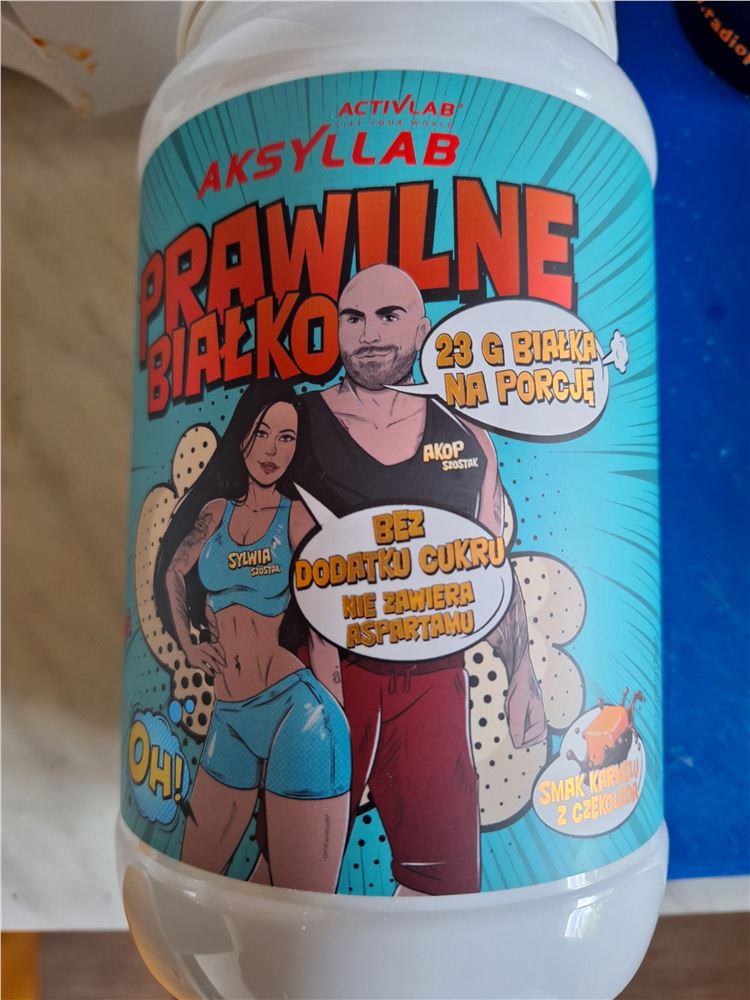 ACTIVLAB
LIFT YOUR WORLD
AKSYLLAB
PRAWILNE
BIAŁKO
23 G BIAŁKA
NA PORCJĘ
AKOP
SZOSTAK
BEZ
DODATKU CUKRU
NIE ZAWIERA
ASPARTAMU
SYLWIA
SZOSTAK
OH!
SMAK KARMELU
Z CZEKOLADĄ